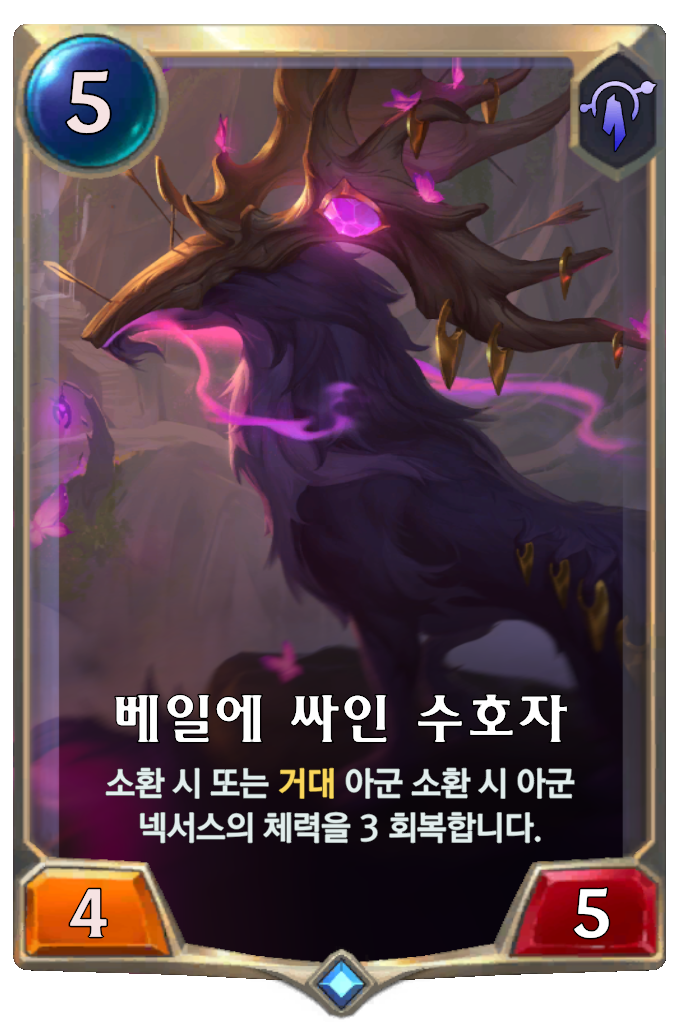 5
베일에 싸인 수호자
소환 시 또는 거대 아군 소환 시 아군
넥서스의 체력을 3 회복합니다.
4
5